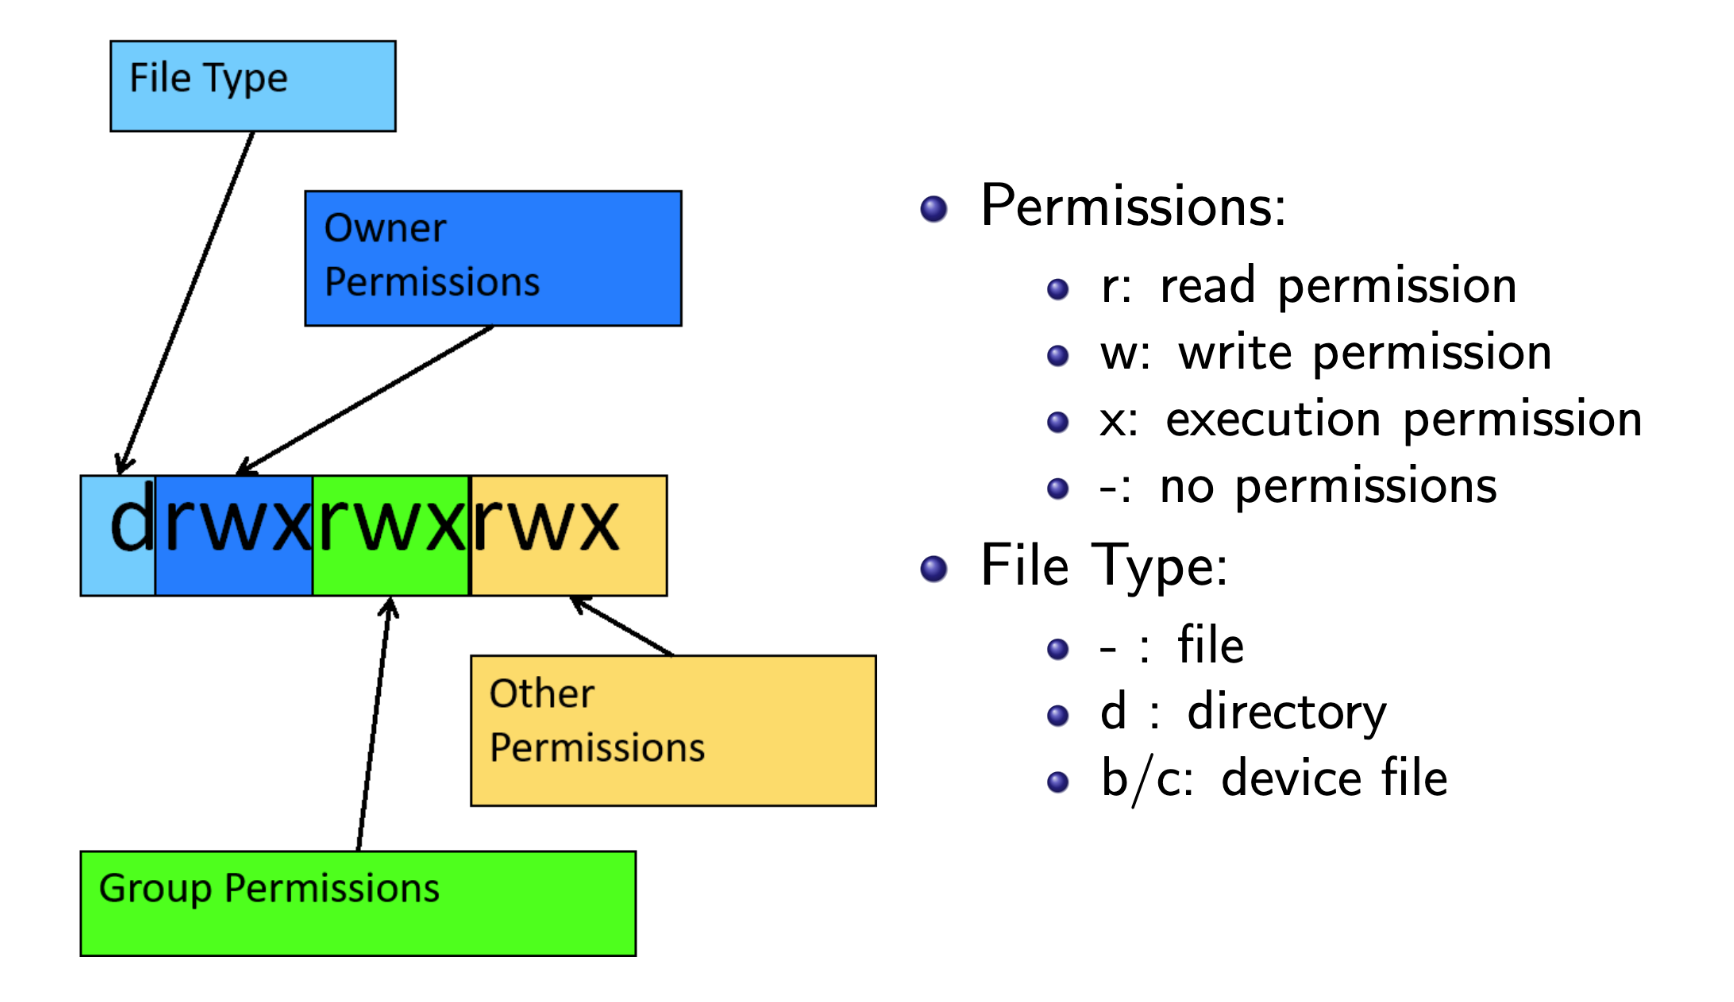 File Type
Owner
Permissions
drwxrwxrwx
Other
Permissions
Group Permissions
Permissions:
r: read permission
w: write permission
x: execution permission
-: no permissions
File Type:
- : file
d : directory
b/c: device file